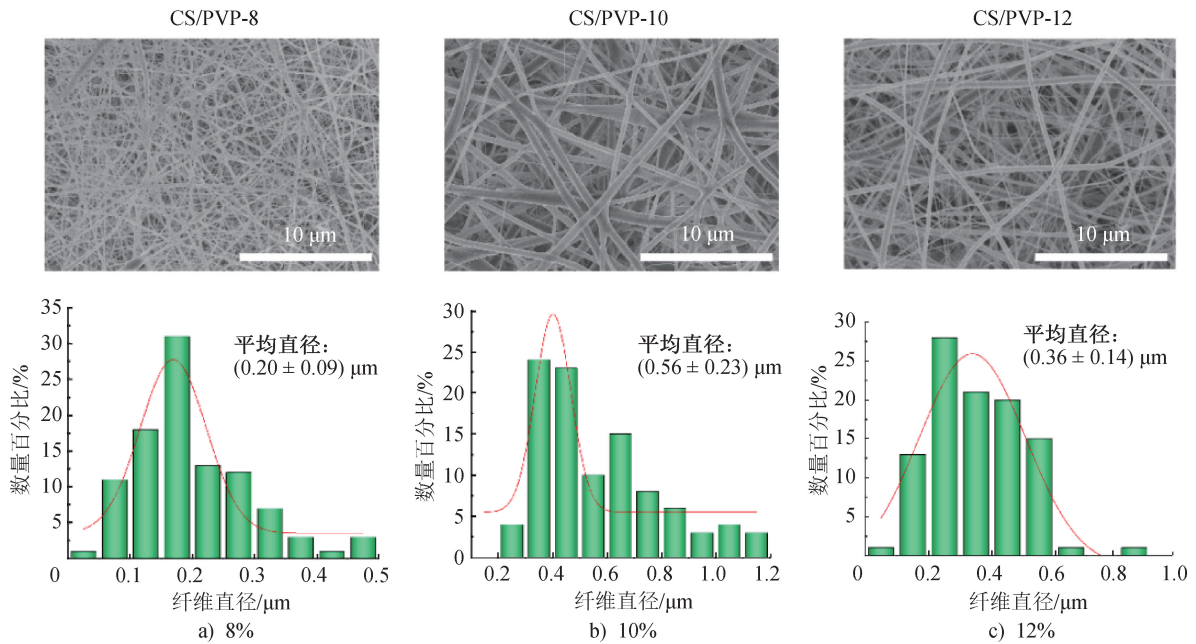 CS/PVP-8
CS/PVP-10
CS/PVP-12
10 μm
10 μm
10 μm
数量百分比/%
35
30
25
20
15
10
5
0
0.1
0.2
0.3
0.4
0.5
平均直径：
(0.20 ± 0.09) μm
纤维直径/μm
a) 8%
数量百分比/%
30
25
20
15
10
5
0
0.2
0.4
0.6
0.8
1.0
1.2
平均直径：
(0.56 ± 0.23) μm
纤维直径/μm
b) 10%
数量百分比/%
30
25
20
15
10
5
0
0.2
0.4
0.6
0.8
1.0
平均直径：
(0.36 ± 0.14) μm
纤维直径/μm
c) 12%